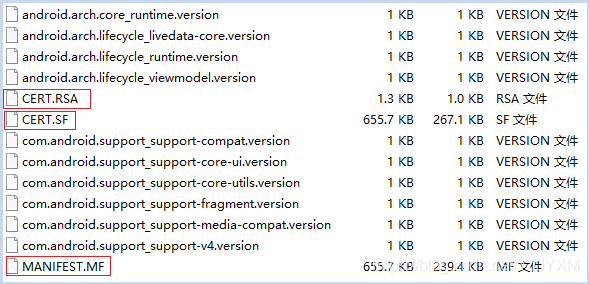 android.arch.core_runtime.version 1 KB 1 KB VERSION 文件
android.arch.lifecycle_livedata-core.version 1 KB 1 KB VERSION 文件
android.arch.lifecycle_runtime.version 1 KB 1 KB VERSION 文件
android.arch.lifecycle_viewmodel.version 1 KB 1 KB VERSION 文件
CERT.RSA 1.3 KB 1.0 KB RSA 文件
CERT.SF 655.7 KB 267.1 KB SF 文件
com.android.support_support-compat.version 1 KB 1 KB VERSION 文件
com.android.support_support-core-ui.version 1 KB 1 KB VERSION 文件
com.android.support_support-core-utils.version 1 KB 1 KB VERSION 文件
com.android.support_support-fragment.version 1 KB 1 KB VERSION 文件
com.android.support_support-media-compat.version 1 KB 1 KB VERSION 文件
com.android.support_support-v4.version 1 KB 1 KB VERSION 文件
MANIFEST.MF 655.7 KB 239.4 KB MF 文件